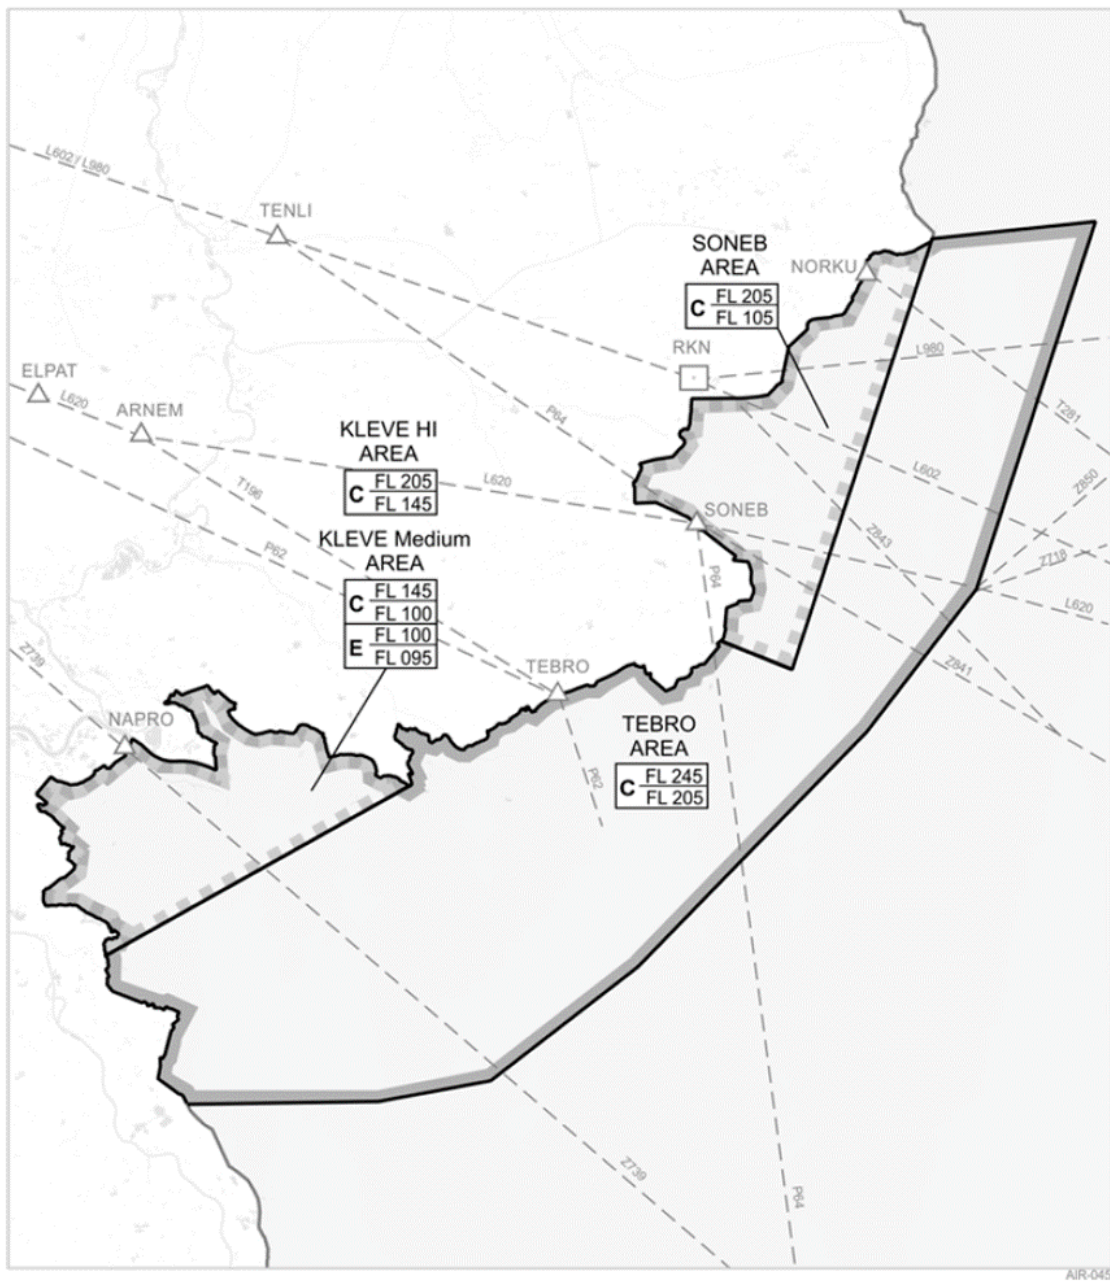 L602 / L980
TENLI
SONEB
AREA
C
FL 205
FL 105
NORKU
RKN
L980
ELPAT
L620
ARNEM
P64
T281
KLEVE HI
AREA
C
FL 205
FL 145
L620
L602
Z850
T196
SONEB
P62
KLEVE Medium
AREA
C
FL 145
FL 100
E
FL 100
FL 095
Z843
Z718
P64
L620
Z739
TEBRO
Z841
NAPRO
TEBRO
AREA
C
FL 245
FL 205
P62
Z739
P64
AIR-045